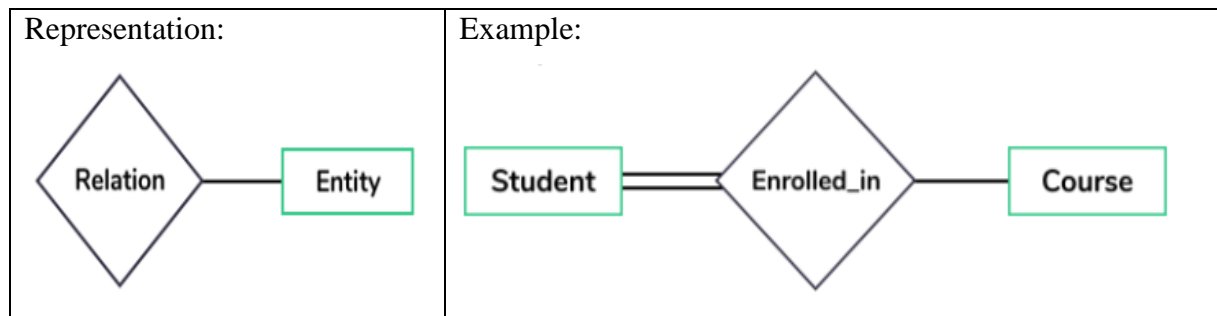 Representation:
Example:
Relation
Entity
Student
Enrolled_in
Course